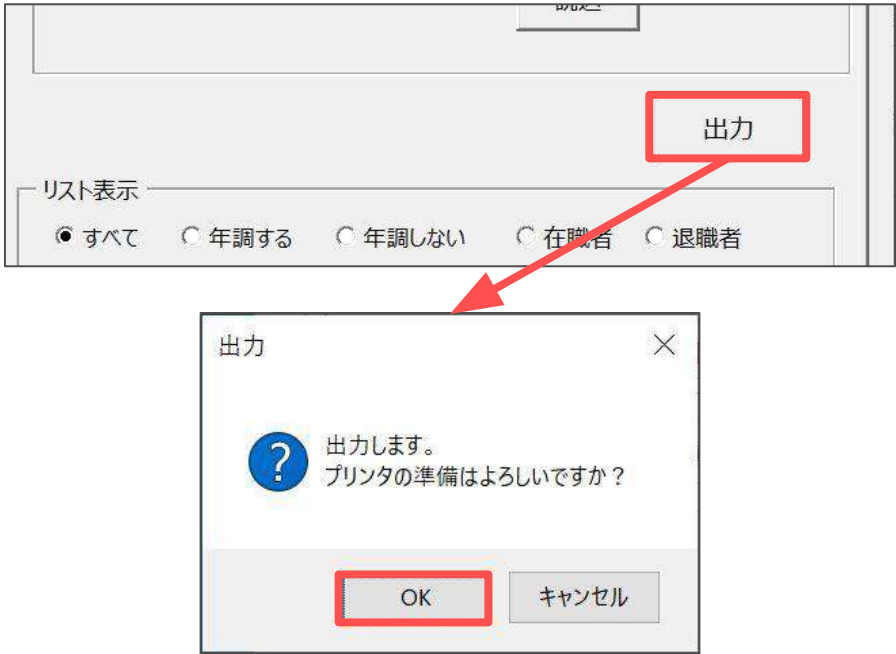 出力
リスト表示
すべて 年調する 年調しない 在職者 退職者
出力
出力します。
プリンタの準備はよろしいですか？
OK キャンセル